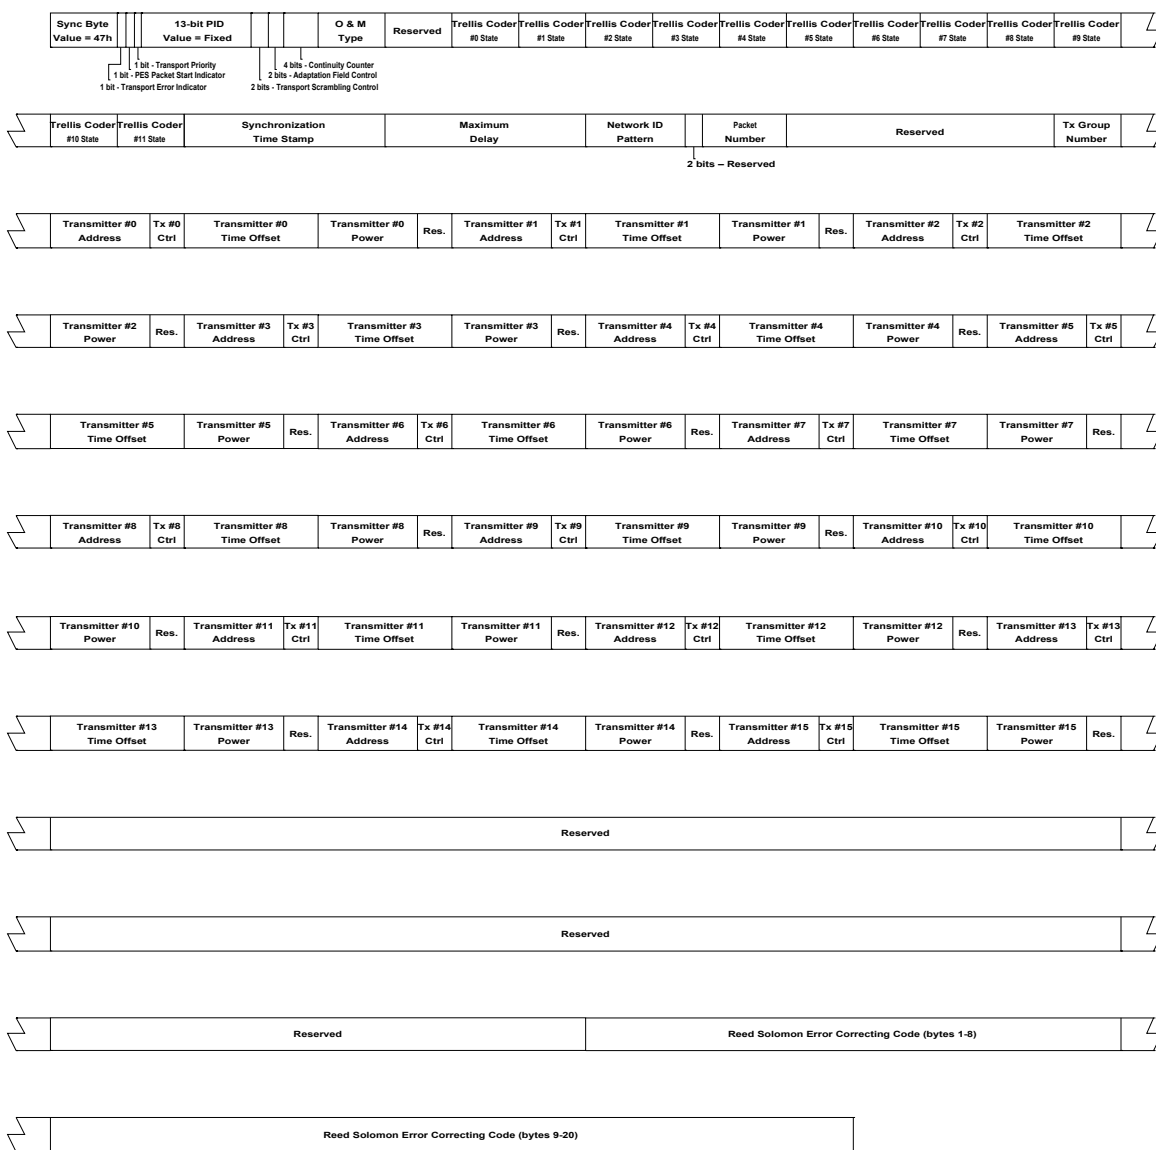 Sync Byte
Value = 47h
13-bit PID
Value = Fixed
O & M
Type
Reserved
Trellis Coder
#0 State
Trellis Coder
#1 State
Trellis Coder
#2 State
Trellis Coder
#3 State
Trellis Coder
#4 State
Trellis Coder
#5 State
Trellis Coder
#6 State
Trellis Coder
#7 State
Trellis Coder
#8 State
Trellis Coder
#9 State
1 bit - Transport Priority
1 bit - PES Packet Start Indicator
1 bit - Transport Error Indicator
4 bits - Continuity Counter
2 bits - Adaptation Field Control
2 bits - Transport Scrambling Control
Trellis Coder
#10 State
Trellis Coder
#11 State
Synchronization
Time Stamp
Maximum
Delay
Network ID
Pattern
Packet
Number
Reserved
Tx Group
Number
2 bits – Reserved
Transmitter #0
Address
Tx #0
Ctrl
Transmitter #0
Time Offset
Transmitter #0
Power
Res.
Transmitter #1
Address
Tx #1
Ctrl
Transmitter #1
Time Offset
Transmitter #1
Power
Res.
Transmitter #2
Address
Tx #2
Ctrl
Transmitter #2
Time Offset
Transmitter #2
Power
Res.
Transmitter #3
Address
Tx #3
Ctrl
Transmitter #3
Time Offset
Transmitter #3
Power
Res.
Transmitter #4
Address
Tx #4
Ctrl
Transmitter #4
Time Offset
Transmitter #4
Power
Res.
Transmitter #5
Address
Tx #5
Ctrl
Transmitter #5
Time Offset
Transmitter #5
Power
Res.
Transmitter #6
Address
Tx #6
Ctrl
Transmitter #6
Time Offset
Transmitter #6
Power
Res.
Transmitter #7
Address
Tx #7
Ctrl
Transmitter #7
Time Offset
Transmitter #7
Power
Res.
Transmitter #8
Address
Tx #8
Ctrl
Transmitter #8
Time Offset
Transmitter #8
Power
Res.
Transmitter #9
Address
Tx #9
Ctrl
Transmitter #9
Time Offset
Transmitter #9
Power
Res.
Transmitter #10
Address
Tx #10
Ctrl
Transmitter #10
Time Offset
Transmitter #10
Power
Res.
Transmitter #11
Address
Tx #11
Ctrl
Transmitter #11
Time Offset
Transmitter #11
Power
Res.
Transmitter #12
Address
Tx #12
Ctrl
Transmitter #12
Time Offset
Transmitter #12
Power
Res.
Transmitter #13
Address
Tx #13
Ctrl
Transmitter #13
Time Offset
Transmitter #13
Power
Res.
Transmitter #14
Address
Tx #14
Ctrl
Transmitter #14
Time Offset
Transmitter #14
Power
Res.
Transmitter #15
Address
Tx #15
Ctrl
Transmitter #15
Time Offset
Transmitter #15
Power
Res.
Reserved
Reserved
Reserved
Reed Solomon Error Correcting Code (bytes 1-8)
Reed Solomon Error Correcting Code (bytes 9-20)